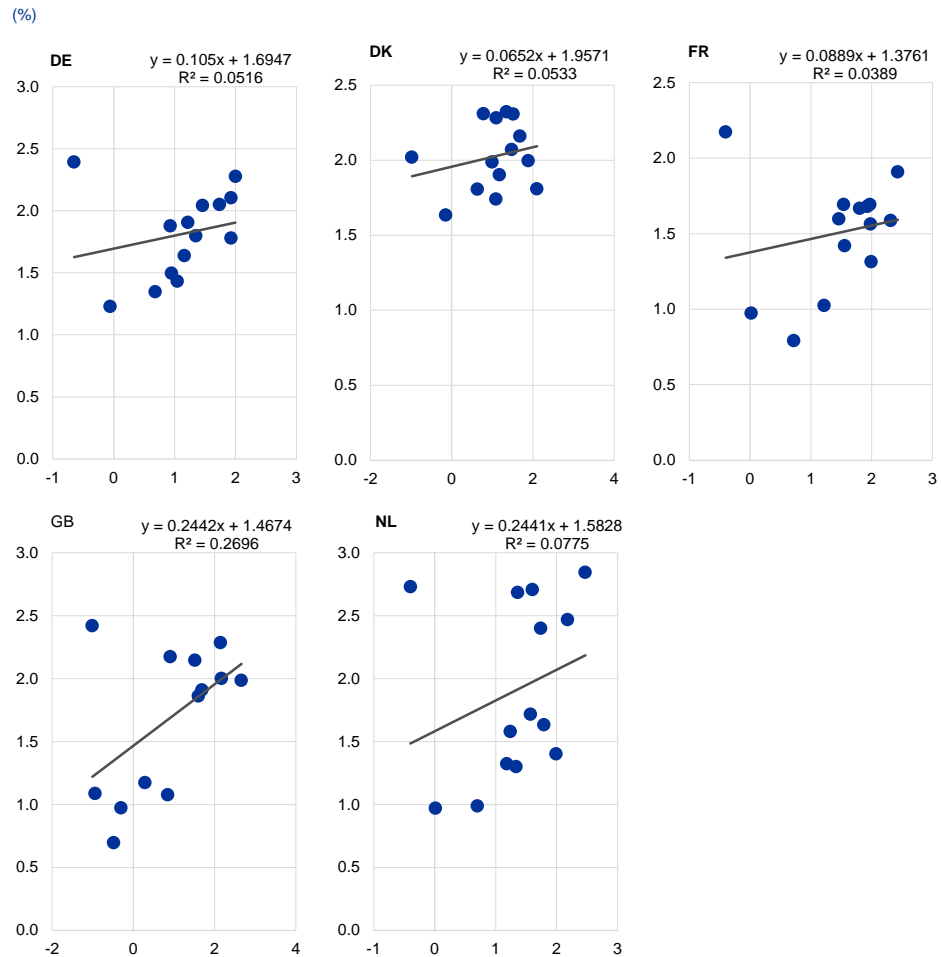 (%)
DE
y = 0.105x + 1.6947
R² = 0.0516
3.0
2.5
2.0
1.5
1.0
0.5
0.0
-1 0 1 2 3
DK
y = 0.0652x + 1.9571
R² = 0.0533
2.5
2.0
1.5
1.0
0.5
0.0
-2 0 2 4
FR
y = 0.0889x + 1.3761
R² = 0.0389
2.5
2.0
1.5
1.0
0.5
0.0
-1 0 1 2 3
GB
y = 0.2442x + 1.4674
R² = 0.2696
3.0
2.5
2.0
1.5
1.0
0.5
0.0
-2 0 2 4
NL
y = 0.2441x + 1.5828
R² = 0.0775
3.0
2.5
2.0
1.5
1.0
0.5
0.0
-1 0 1 2 3